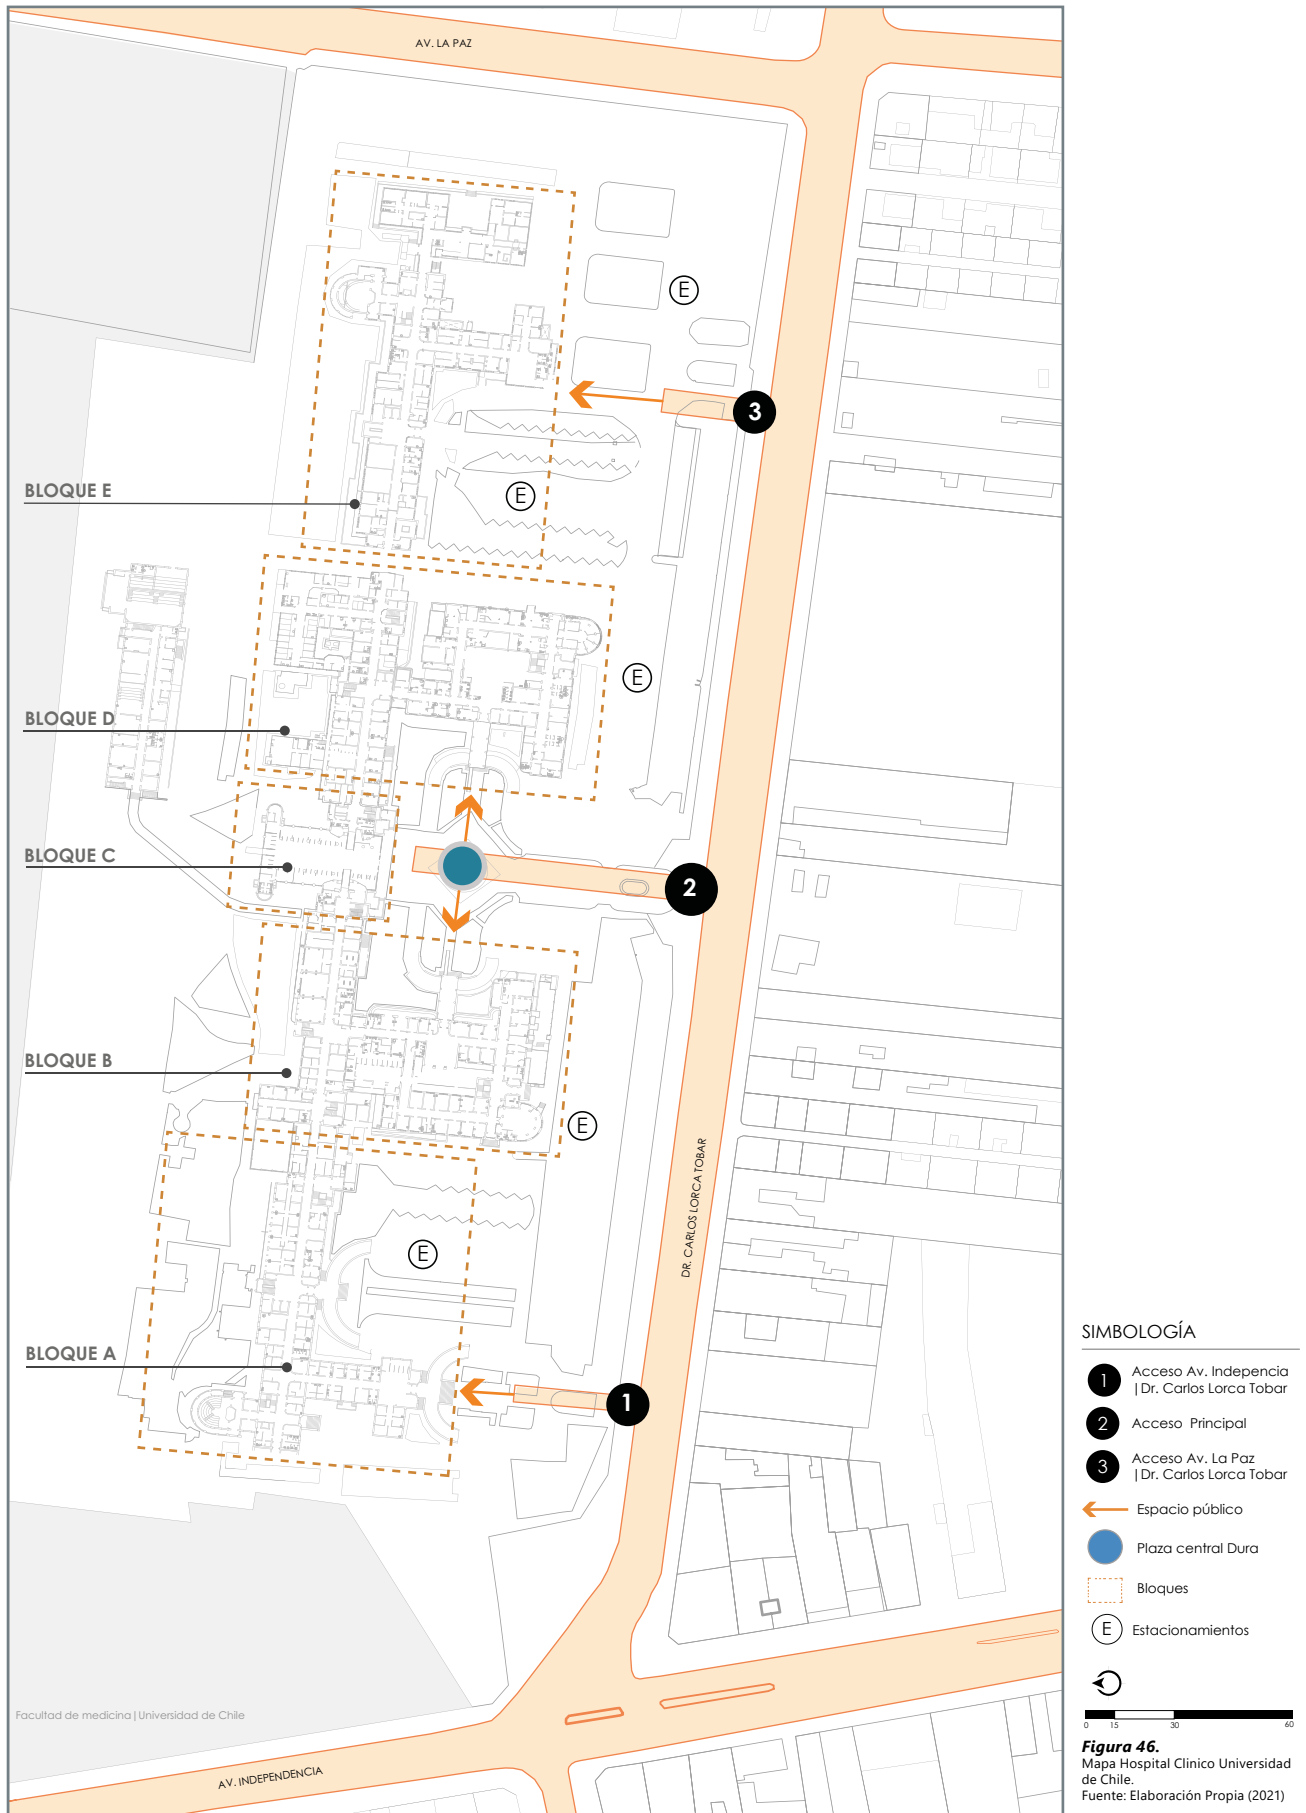 AV. LA PAZ
E
3
BLOQUE E
E
E
BLOQUE D
BLOQUE C
2
BLOQUE B
E
DR. CARLOS LORCA TOBAR
E
BLOQUE A
1
Facultad de medicina | Universidad de Chile
AV. INDEPENDENCIA
SIMBOLOGÍA
1 Acceso Av. Indepencia
| Dr. Carlos Lorca Tobar
2 Acceso Principal
3 Acceso Av. La Paz
| Dr. Carlos Lorca Tobar
Espacio público
Plaza central Dura
Bloques
E Estacionamientos
0 15 30 60
Figura 46.
Mapa Hospital Clinico Universidad
de Chile.
Fuente: Elaboración Propia (2021)